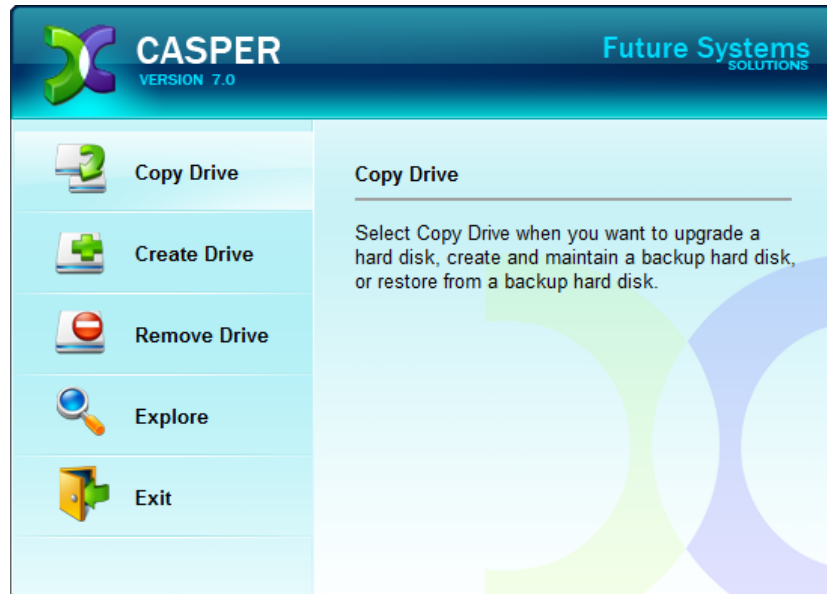 CASPER
VERSION 7.0
Future Systems
SOLUTIONS
Copy Drive
Create Drive
Remove Drive
Explore
Exit
Copy Drive
Select Copy Drive when you want to upgrade a
hard disk, create and maintain a backup hard disk,
or restore from a backup hard disk.